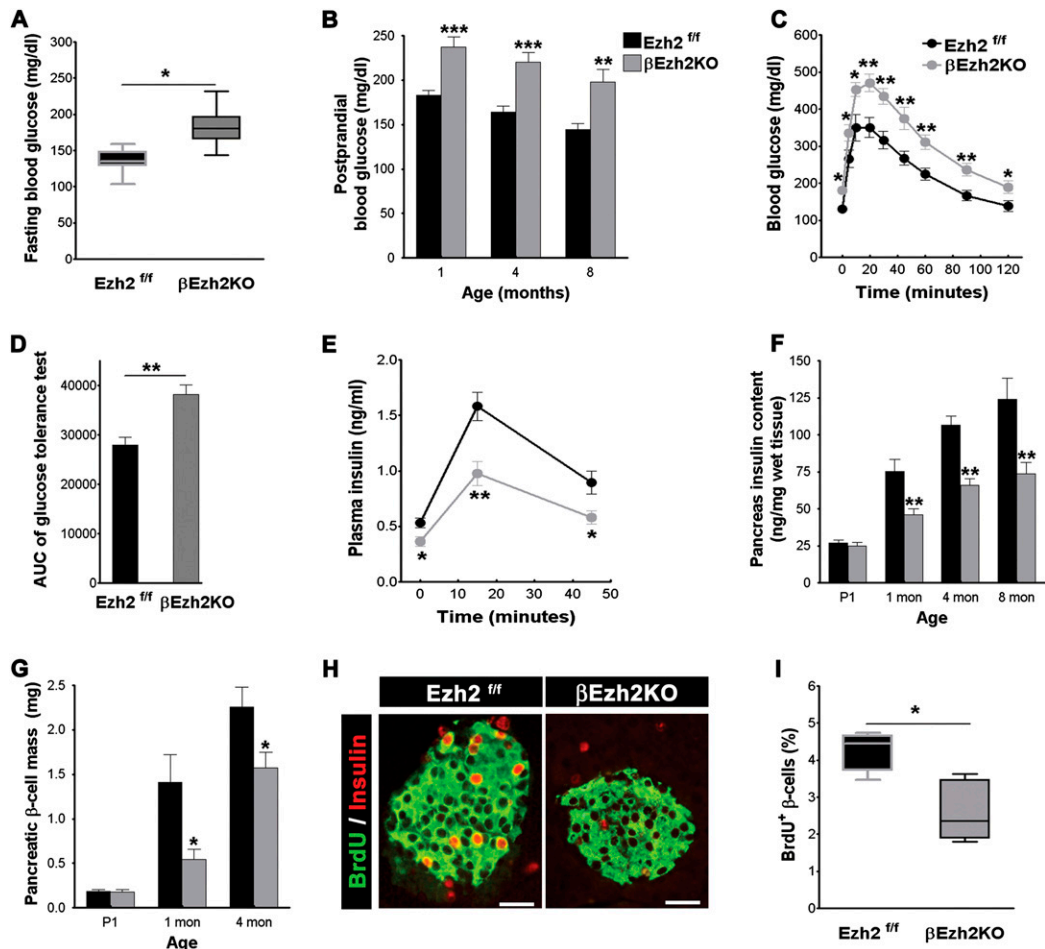 A
Fasting blood glucose (mg/dl)
300
250
200
150
100
50
0
*
Ezh2 f/f
βEzh2KO
B
Postprandial
blood glucose (mg/dl)
250
200
150
100
50
0
***
***
**
1
4
8
Age (months)
Ezh2 f/f
βEzh2KO
C
Blood glucose (mg/dl)
600
500
400
300
200
100
Ezh2 f/f
βEzh2KO
*
*
*
**
**
**
**
**
*
0
20
40
60
80
100
120
Time (minutes)
D
AUC of glucose tolerance test
40000
30000
20000
10000
0
**
Ezh2 f/f
βEzh2KO
E
Plasma insulin (ng/ml)
2.0
1.5
1.0
0.5
0.0
*
**
*
0
10
20
30
40
50
Time (minutes)
F
Pancreas insulin content
(ng/mg wet tissue)
150
125
100
75
50
25
0
**
**
**
P1
1 mon
4 mon
8 mon
Age
G
Pancreatic β-cell mass (mg)
2.5
2.0
1.5
1.0
0.5
0.0
*
*
P1
1 mon
4 mon
Age
H
Ezh2 f/f
βEzh2KO
BrdU / Insulin
I
BrdU+ β-cells (%)
6
5
4
3
2
1
0
*
Ezh2 f/f
βEzh2KO